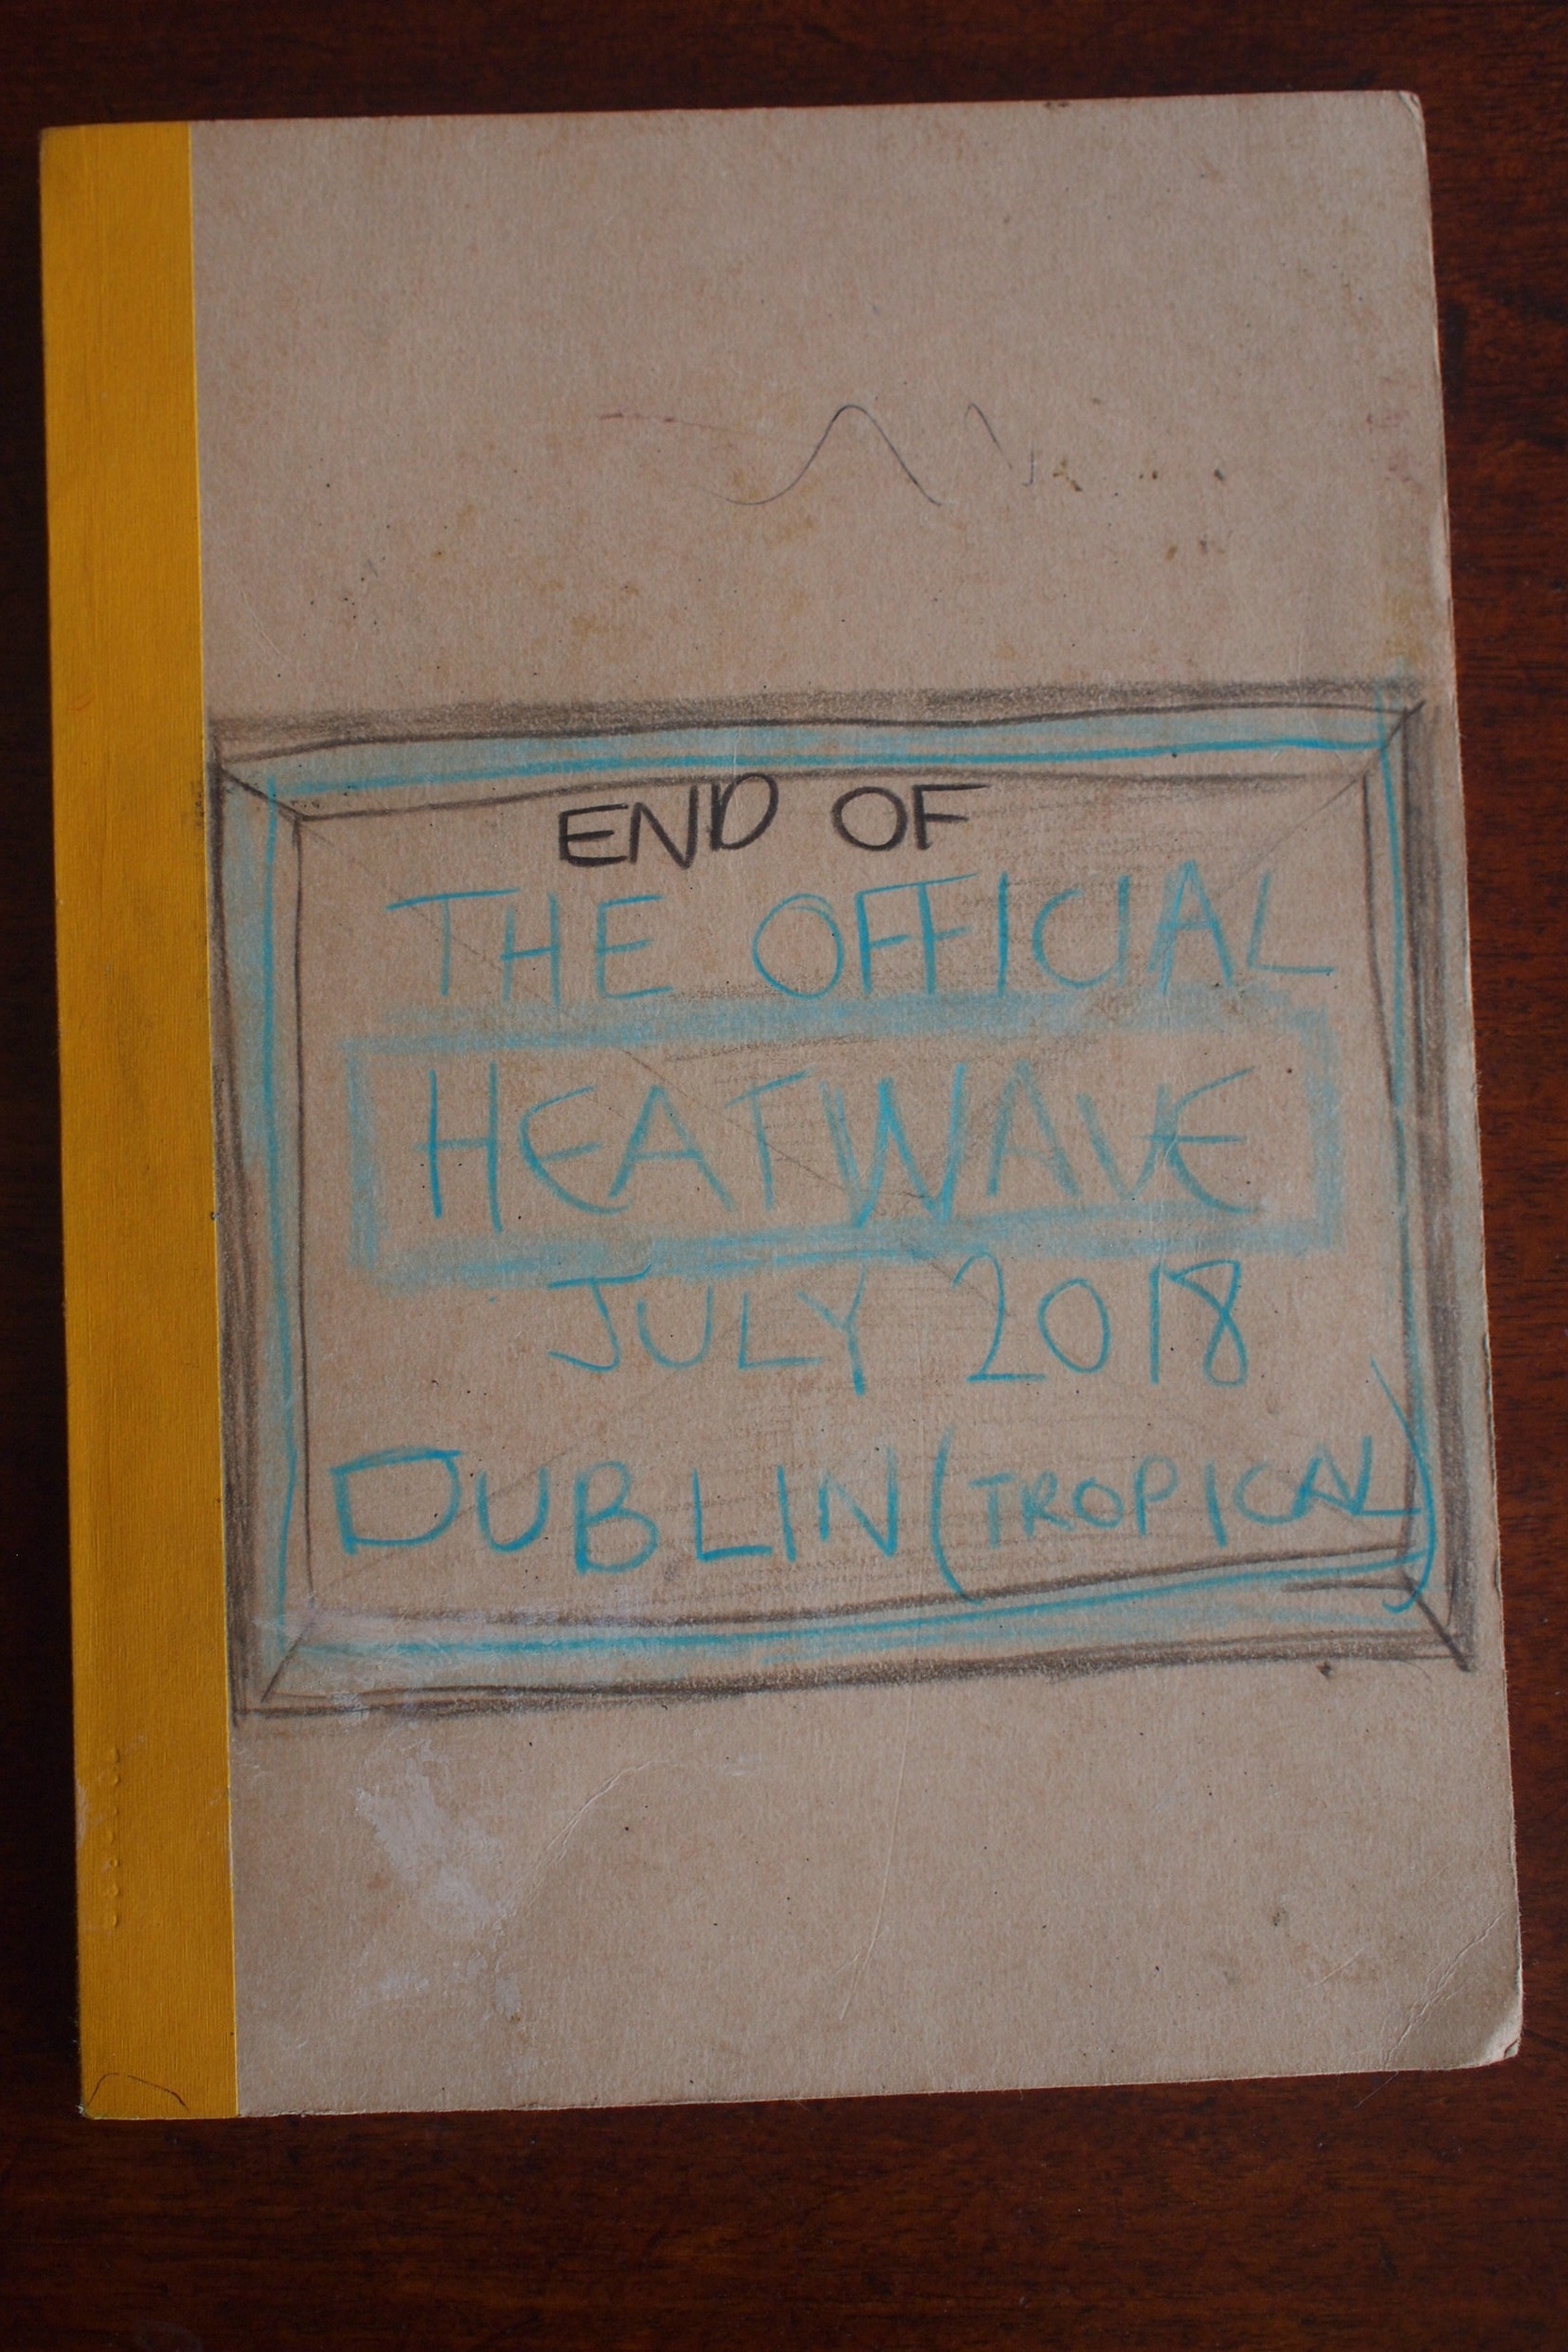 END OF
THE OFFICIAL
HEATWAVE
JULY 2018
DUBLIN (TROPICAL)